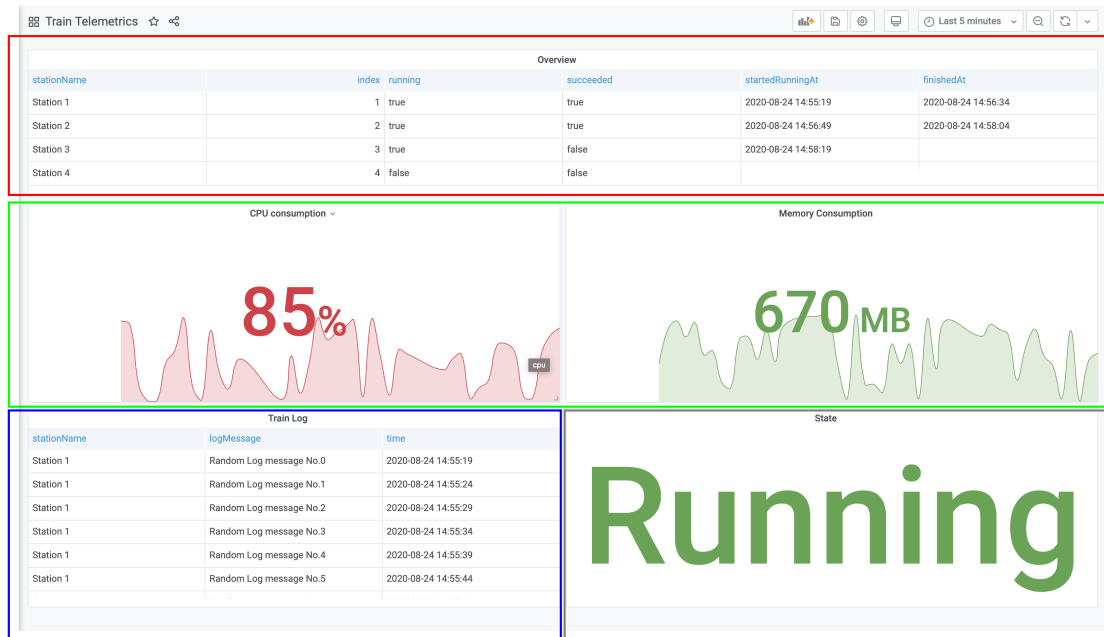 Train Telemetrics
Last 5 minutes
Overview
stationName index running succeeded startedRunningAt finishedAt
Station 1 1 true true 2020-08-24 14:55:19 2020-08-24 14:56:34
Station 2 2 true true 2020-08-24 14:56:49 2020-08-24 14:58:04
Station 3 3 true false 2020-08-24 14:58:19
Station 4 4 false false
CPU consumption
85%
cpu
Memory Consumption
670 MB
Train Log
stationName logMessage time
Station 1 Random Log message No.0 2020-08-24 14:55:19
Station 1 Random Log message No.1 2020-08-24 14:55:24
Station 1 Random Log message No.2 2020-08-24 14:55:29
Station 1 Random Log message No.3 2020-08-24 14:55:34
Station 1 Random Log message No.4 2020-08-24 14:55:39
Station 1 Random Log message No.5 2020-08-24 14:55:44
State
Running